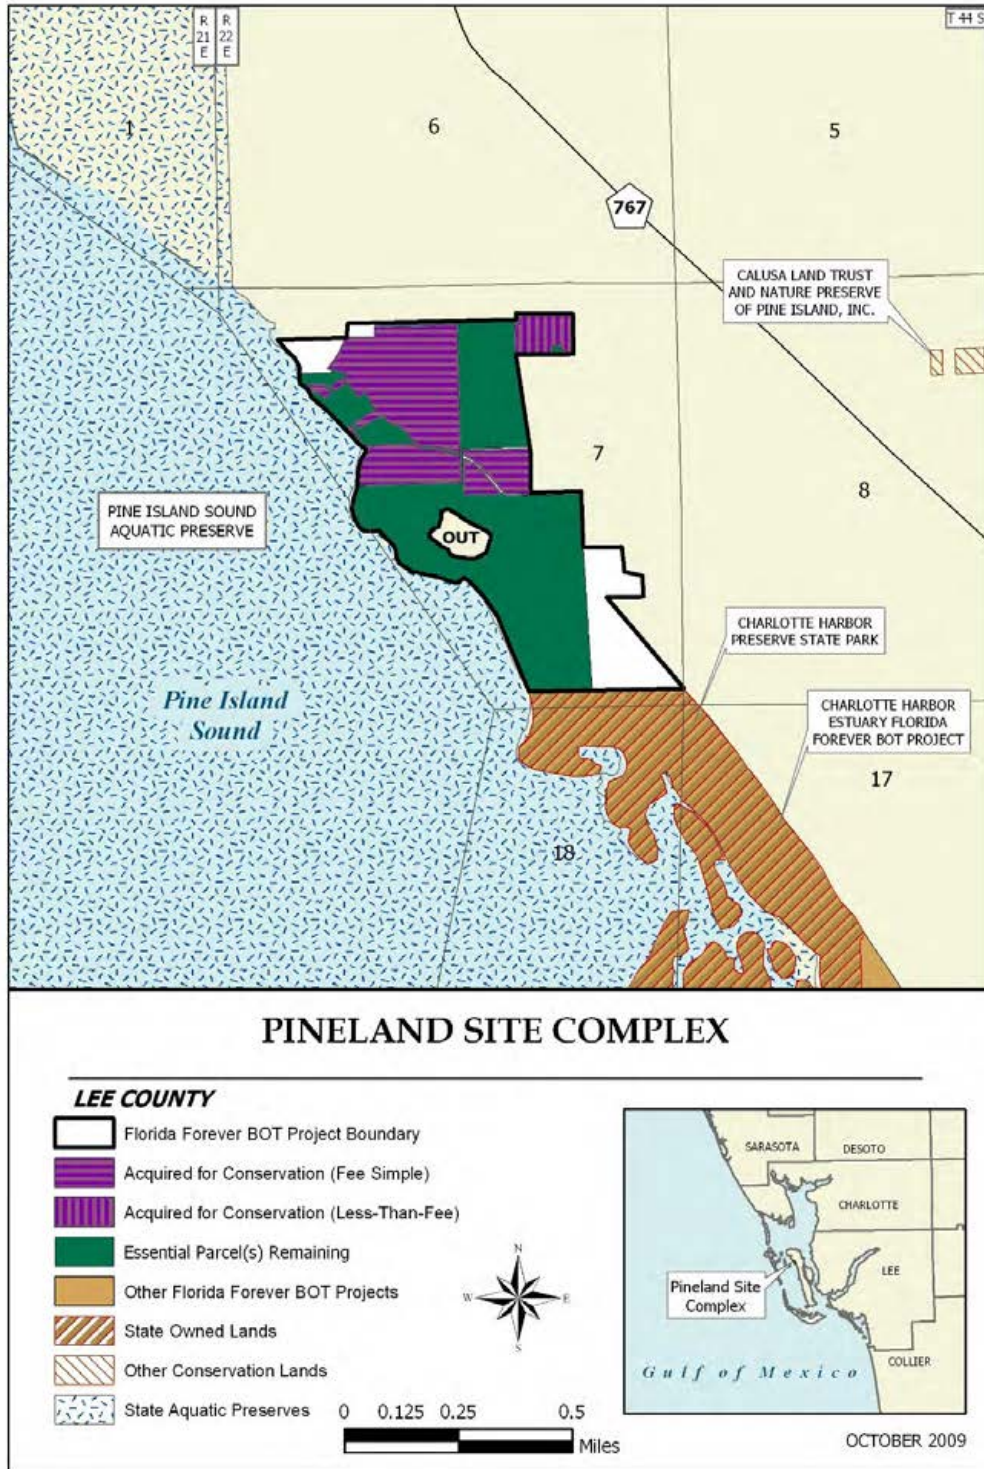 R
21
E
R
22
E
T 44 S
1
6
5
767
CALUSA LAND TRUST
AND NATURE PRESERVE
OF PINE ISLAND, INC.
7
8
PINE ISLAND SOUND
AQUATIC PRESERVE
OUT
CHARLOTTE HARBOR
PRESERVE STATE PARK
Pine Island
Sound
CHARLOTTE HARBOR
ESTUARY FLORIDA
FOREVER BOT PROJECT
17
18
PINELAND SITE COMPLEX
LEE COUNTY
Florida Forever BOT Project Boundary
Acquired for Conservation (Fee Simple)
Acquired for Conservation (Less-Than-Fee)
Essential Parcel(s) Remaining
Other Florida Forever BOT Projects
State Owned Lands
Other Conservation Lands
State Aquatic Preserves
N
W
E
S
0 0.125 0.25 0.5
Miles
SARASOTA
DESOTO
CHARLOTTE
LEE
Pineland Site
Complex
COLLIER
Gulf of Mexico
OCTOBER 2009